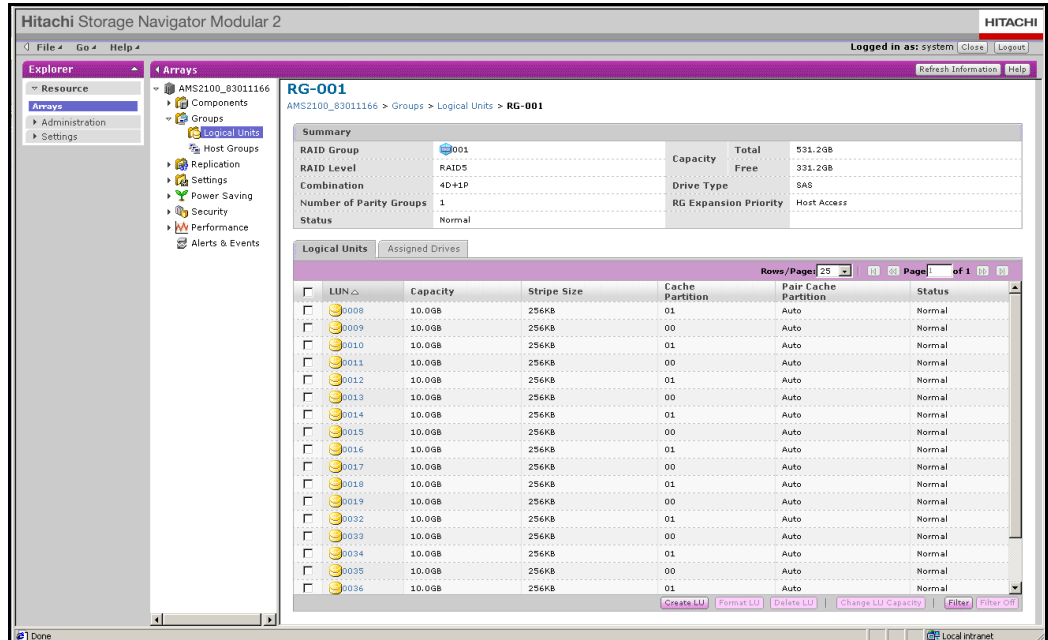 Hitachi Storage Navigator Modular 2
HITACHI
File Go Help
Logged in as: system Close Logout
Explorer
Resource
Arrays
Administration
Settings
Arrays
Refresh Information Help
AMS2100_83011166
Components
Groups
Logical Units
Host Groups
Replication
Settings
Power Saving
Security
Performance
Alerts & Events
RG-001
AMS2100_83011166 > Groups > Logical Units > RG-001
Summary
RAID Group 001 Capacity Total 531.2GB
RAID Level RAID5 Free 331.2GB
Combination 4D+1P Drive Type SAS
Number of Parity Groups 1 RG Expansion Priority Host Access
Status Normal
Logical Units Assigned Drives
Rows/Page: 25 Page 1 of 1
LUN Capacity Stripe Size Cache Partition Pair Cache Partition Status
0008 10.0GB 256KB 01 Auto Normal
0009 10.0GB 256KB 00 Auto Normal
0010 10.0GB 256KB 01 Auto Normal
0011 10.0GB 256KB 00 Auto Normal
0012 10.0GB 256KB 01 Auto Normal
0013 10.0GB 256KB 00 Auto Normal
0014 10.0GB 256KB 01 Auto Normal
0015 10.0GB 256KB 00 Auto Normal
0016 10.0GB 256KB 01 Auto Normal
0017 10.0GB 256KB 00 Auto Normal
0018 10.0GB 256KB 01 Auto Normal
0019 10.0GB 256KB 00 Auto Normal
0032 10.0GB 256KB 01 Auto Normal
0033 10.0GB 256KB 00 Auto Normal
0034 10.0GB 256KB 01 Auto Normal
0035 10.0GB 256KB 00 Auto Normal
0036 10.0GB 256KB 01 Auto Normal
Create LU Format LU Delete LU | Change LU Capacity | Filter Filter Off
Done
Local intranet